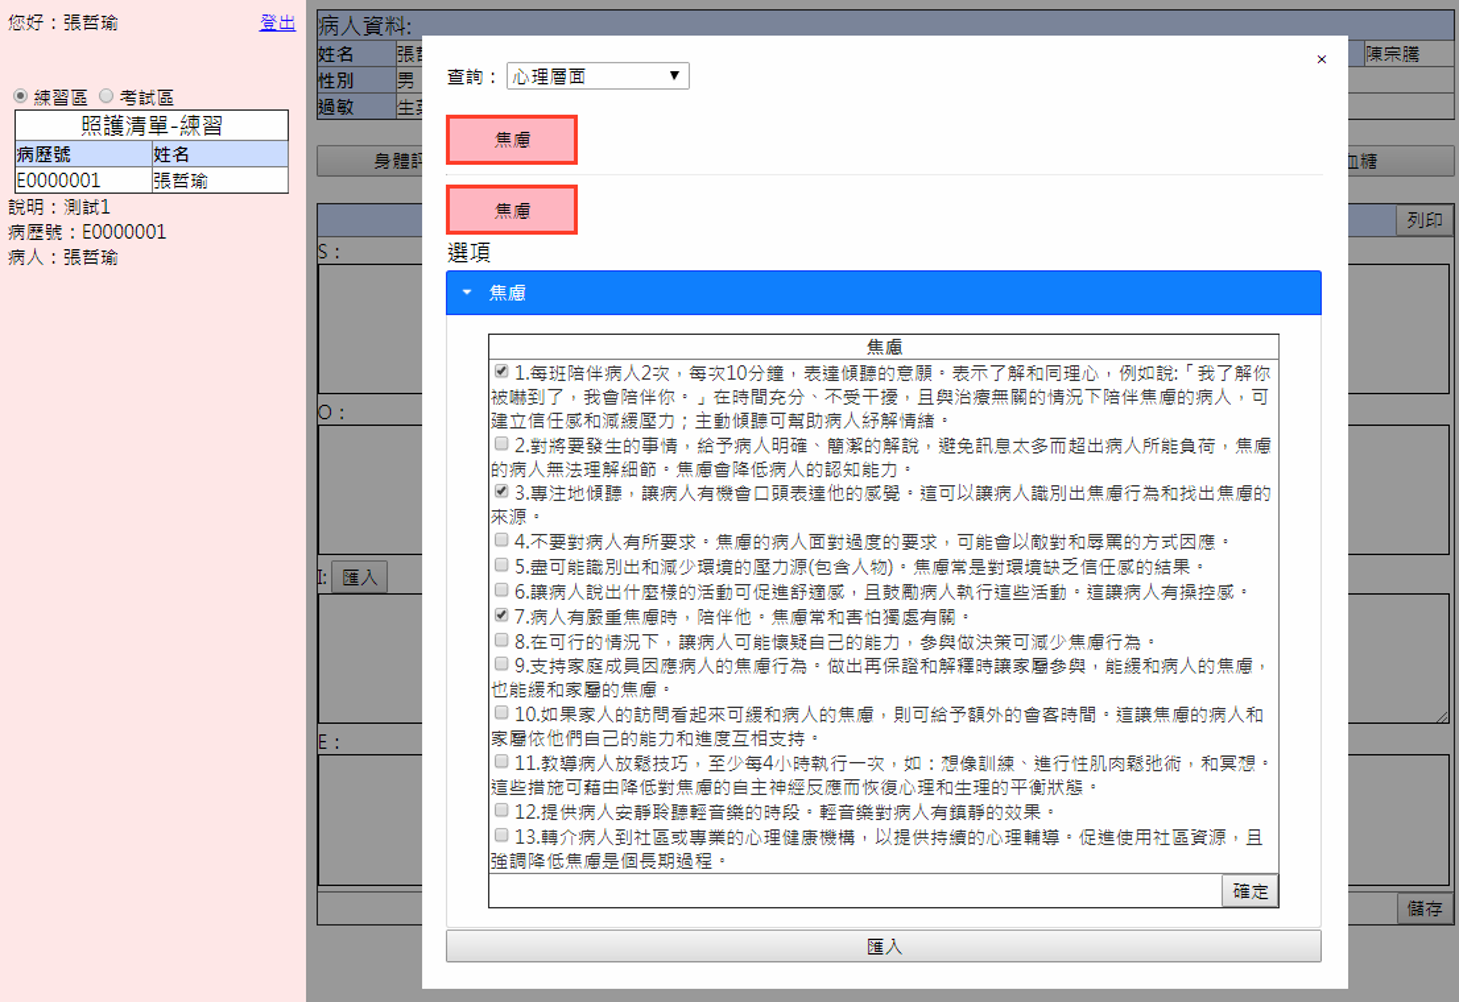 您好：張哲瑜
登出
練習區 考試區
照護清單-練習
病歷號 姓名
E0000001 張哲瑜
說明：測試1
病歷號：E0000001
病人：張哲瑜
病人資料:
姓名
陳宗騰
性別 男
過敏
列印
S：
O：
I: 匯入
E：
儲存
×
查詢： 心理層面
焦慮
焦慮
選項
焦慮
焦慮
1.每班陪伴病人2次，每次10分鐘，表達傾聽的意願。表示了解和同理心，例如說:「我了解你
被嚇到了，我會陪伴你。」在時間充分、不受干擾，且與治療無關的情況下陪伴焦慮的病人，可
建立信任感和減緩壓力；主動傾聽可幫助病人紓解情緒。
2.對將要發生的事情，給予病人明確、簡潔的解說，避免訊息太多而超出病人所能負荷，焦慮
的病人無法理解細節。焦慮會降低病人的認知能力。
3.專注地傾聽，讓病人有機會口頭表達他的感覺。這可以讓病人識別出焦慮行為和找出焦慮的
來源。
4.不要對病人有所要求。焦慮的病人面對過度的要求，可能會以敵對和辱罵的方式因應。
5.盡可能識別出和減少環境的壓力源(包含人物)。焦慮常是對環境缺乏信任感的結果。
6.讓病人說出什麼樣的活動可促進舒適感，且鼓勵病人執行這些活動。這讓病人有操控感。
7.病人有嚴重焦慮時，陪伴他。焦慮常和害怕獨處有關。
8.在可行的情況下，讓病人可能懷疑自己的能力，參與做決策可減少焦慮行為。
9.支持家庭成員因應病人的焦慮行為。做出再保證和解釋時讓家屬參與，能緩和病人的焦慮，
也能緩和家屬的焦慮。
10.如果家人的訪問看起來可緩和病人的焦慮，則可給予額外的會客時間。這讓焦慮的病人和
家屬依他們自己的能力和進度互相支持。
11.教導病人放鬆技巧，至少每4小時執行一次，如：想像訓練、進行性肌肉鬆弛術，和冥想。
這些措施可藉由降低對焦慮的自主神經反應而恢復心理和生理的平衡狀態。
12.提供病人安靜聆聽輕音樂的時段。輕音樂對病人有鎮靜的效果。
13.轉介病人到社區或專業的心理健康機構，以提供持續的心理輔導。促進使用社區資源，且
強調降低焦慮是個長期過程。
確定
匯入